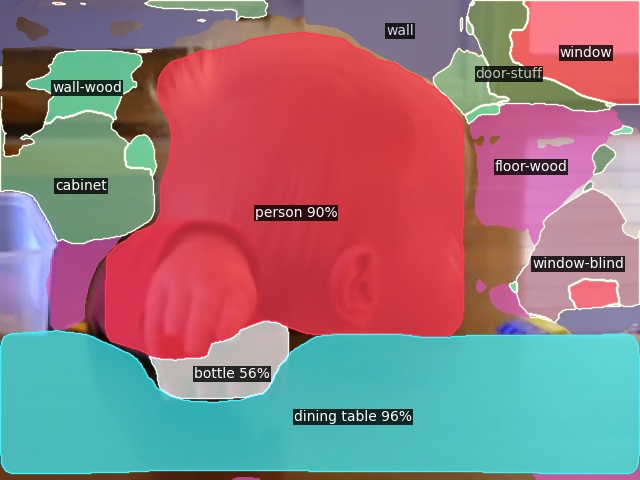 wall
window
door-stuff
wall-wood
floor-wood
cabinet
person 90%
window-blind
bottle 56%
dining table 96%